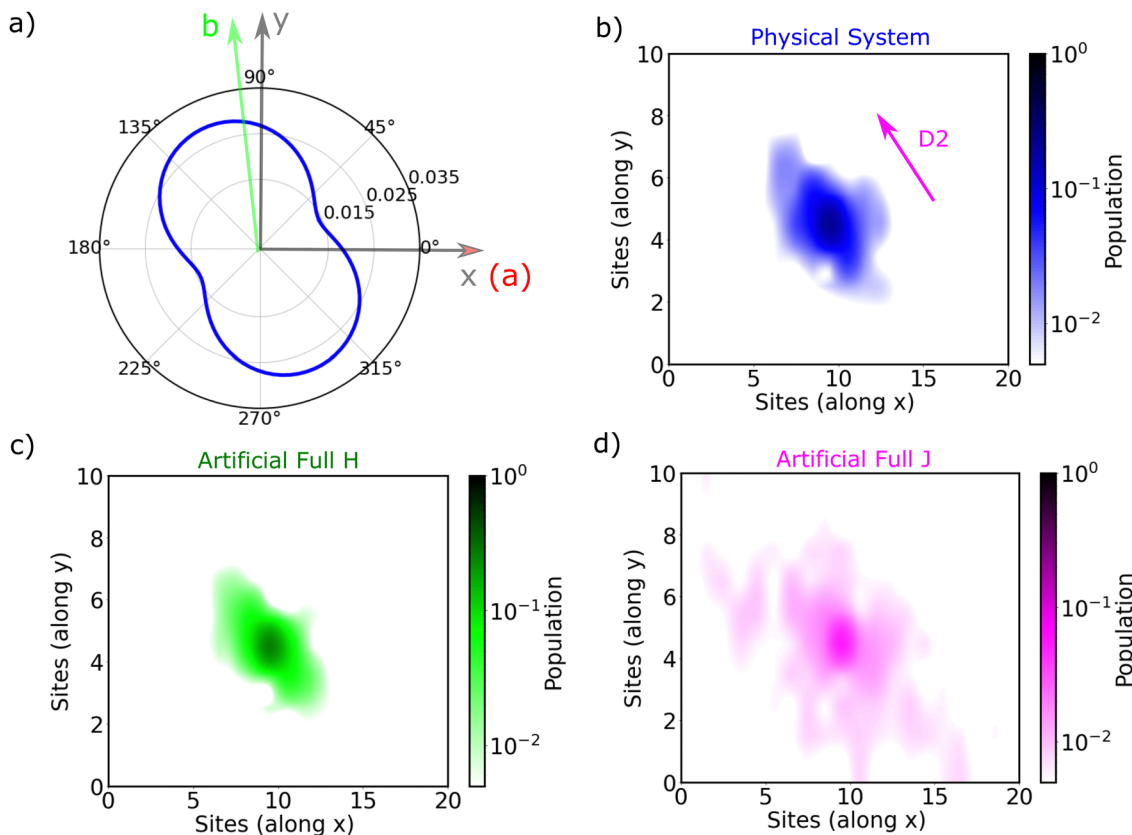 a)
b
y
90°
135°
45°
0.035
0.025
0.015
180°
0°
x (a)
225°
315°
270°
b)
Physical System
10
8
6
4
2
0
Sites (along y)
D2
0
5
10
15
20
Sites (along x)
10⁰
10⁻¹
10⁻²
Population
c)
Artificial Full H
10
8
6
4
2
0
Sites (along y)
0
5
10
15
20
Sites (along x)
10⁰
10⁻¹
10⁻²
Population
d)
Artificial Full J
10
8
6
4
2
0
Sites (along y)
0
5
10
15
20
Sites (along x)
10⁰
10⁻¹
10⁻²
Population